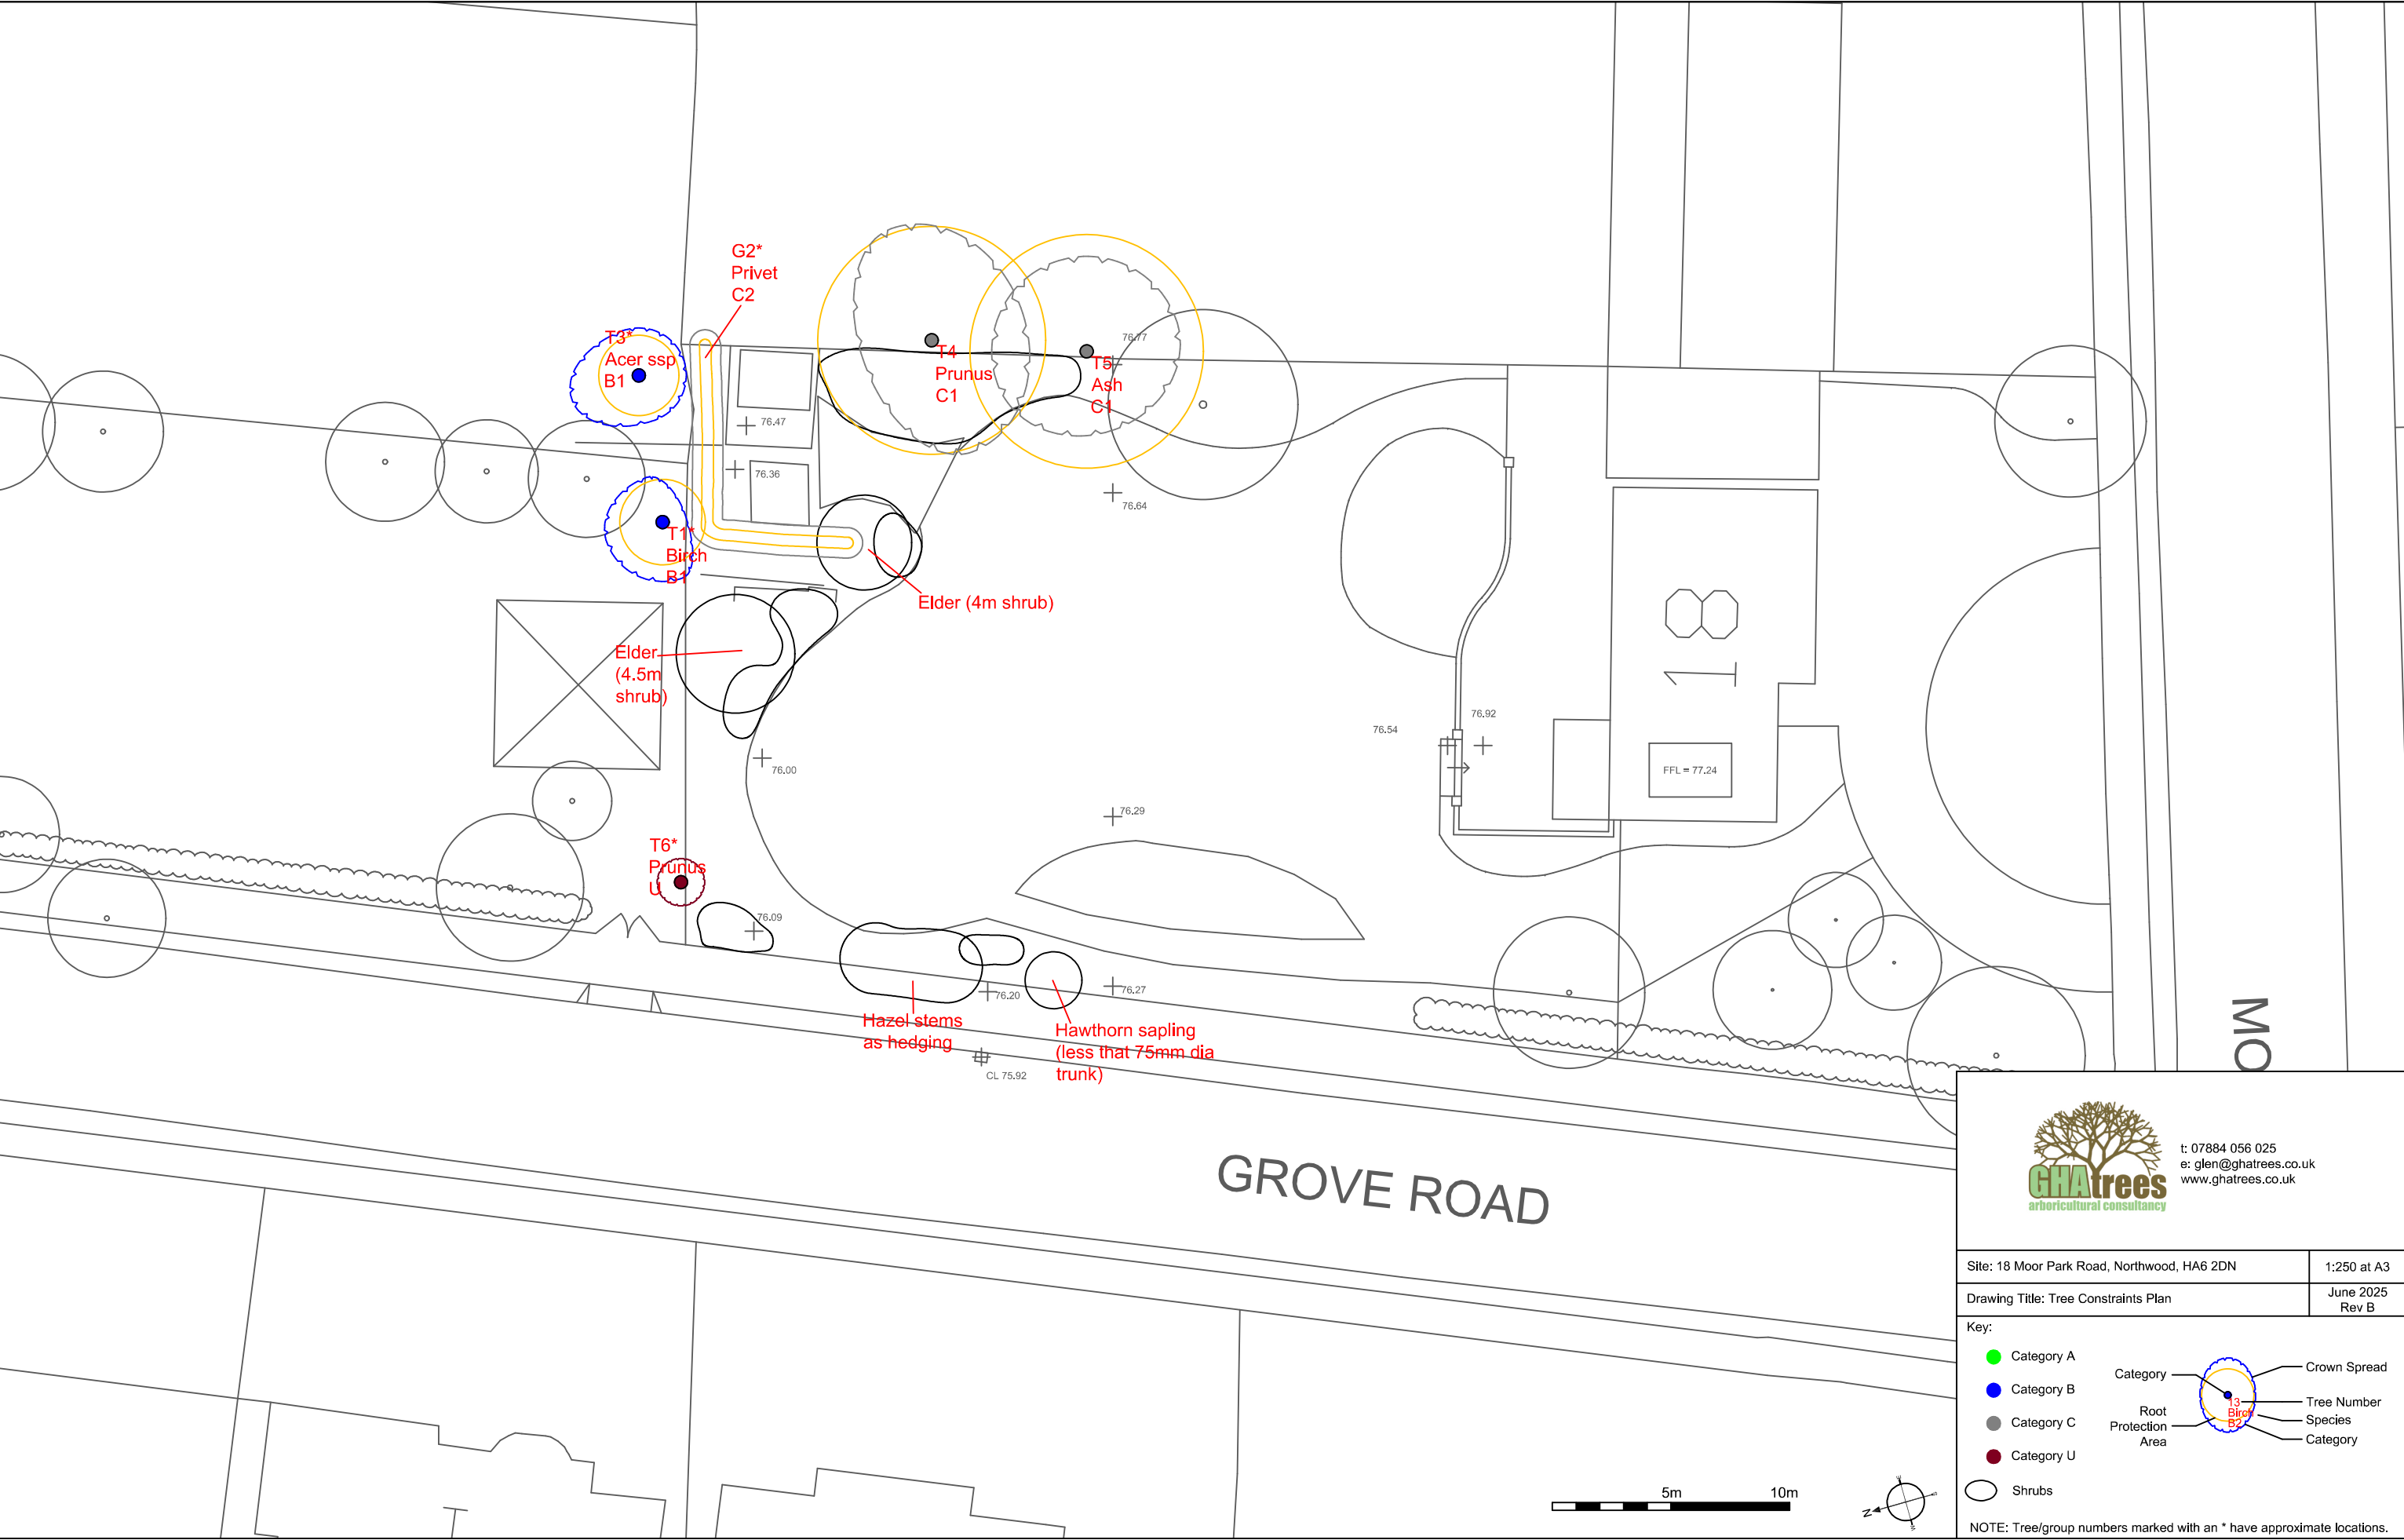 G2*
Privet
C2
T3*
Acer ssp
B1
T4
Prunus
C1
T5
Ash
C1
76.77
76.47
76.36
76.64
T1*
Birch
B1
Elder (4m shrub)
Elder
(4.5m
shrub)
18
76.92
76.54
FFL = 77.24
76.00
76.29
T6*
Prunus
U
76.09
76.20
76.27
Hazel stems
as hedging
Hawthorn sapling
(less that 75mm dia
trunk)
CL 75.92
MO
GROVE ROAD
GHAtrees
arboricultural consultancy
t: 07884 056 025
e: glen@ghatrees.co.uk
www.ghatrees.co.uk
Site: 18 Moor Park Road, Northwood, HA6 2DN
1:250 at A3
Drawing Title: Tree Constraints Plan
June 2025
Rev B
Key:
Category A
Category B
Category C
Category U
Shrubs
Category
Root
Protection
Area
T3
Birch
B2
Crown Spread
Tree Number
Species
Category
5m
10m
N
NOTE: Tree/group numbers marked with an * have approximate locations.